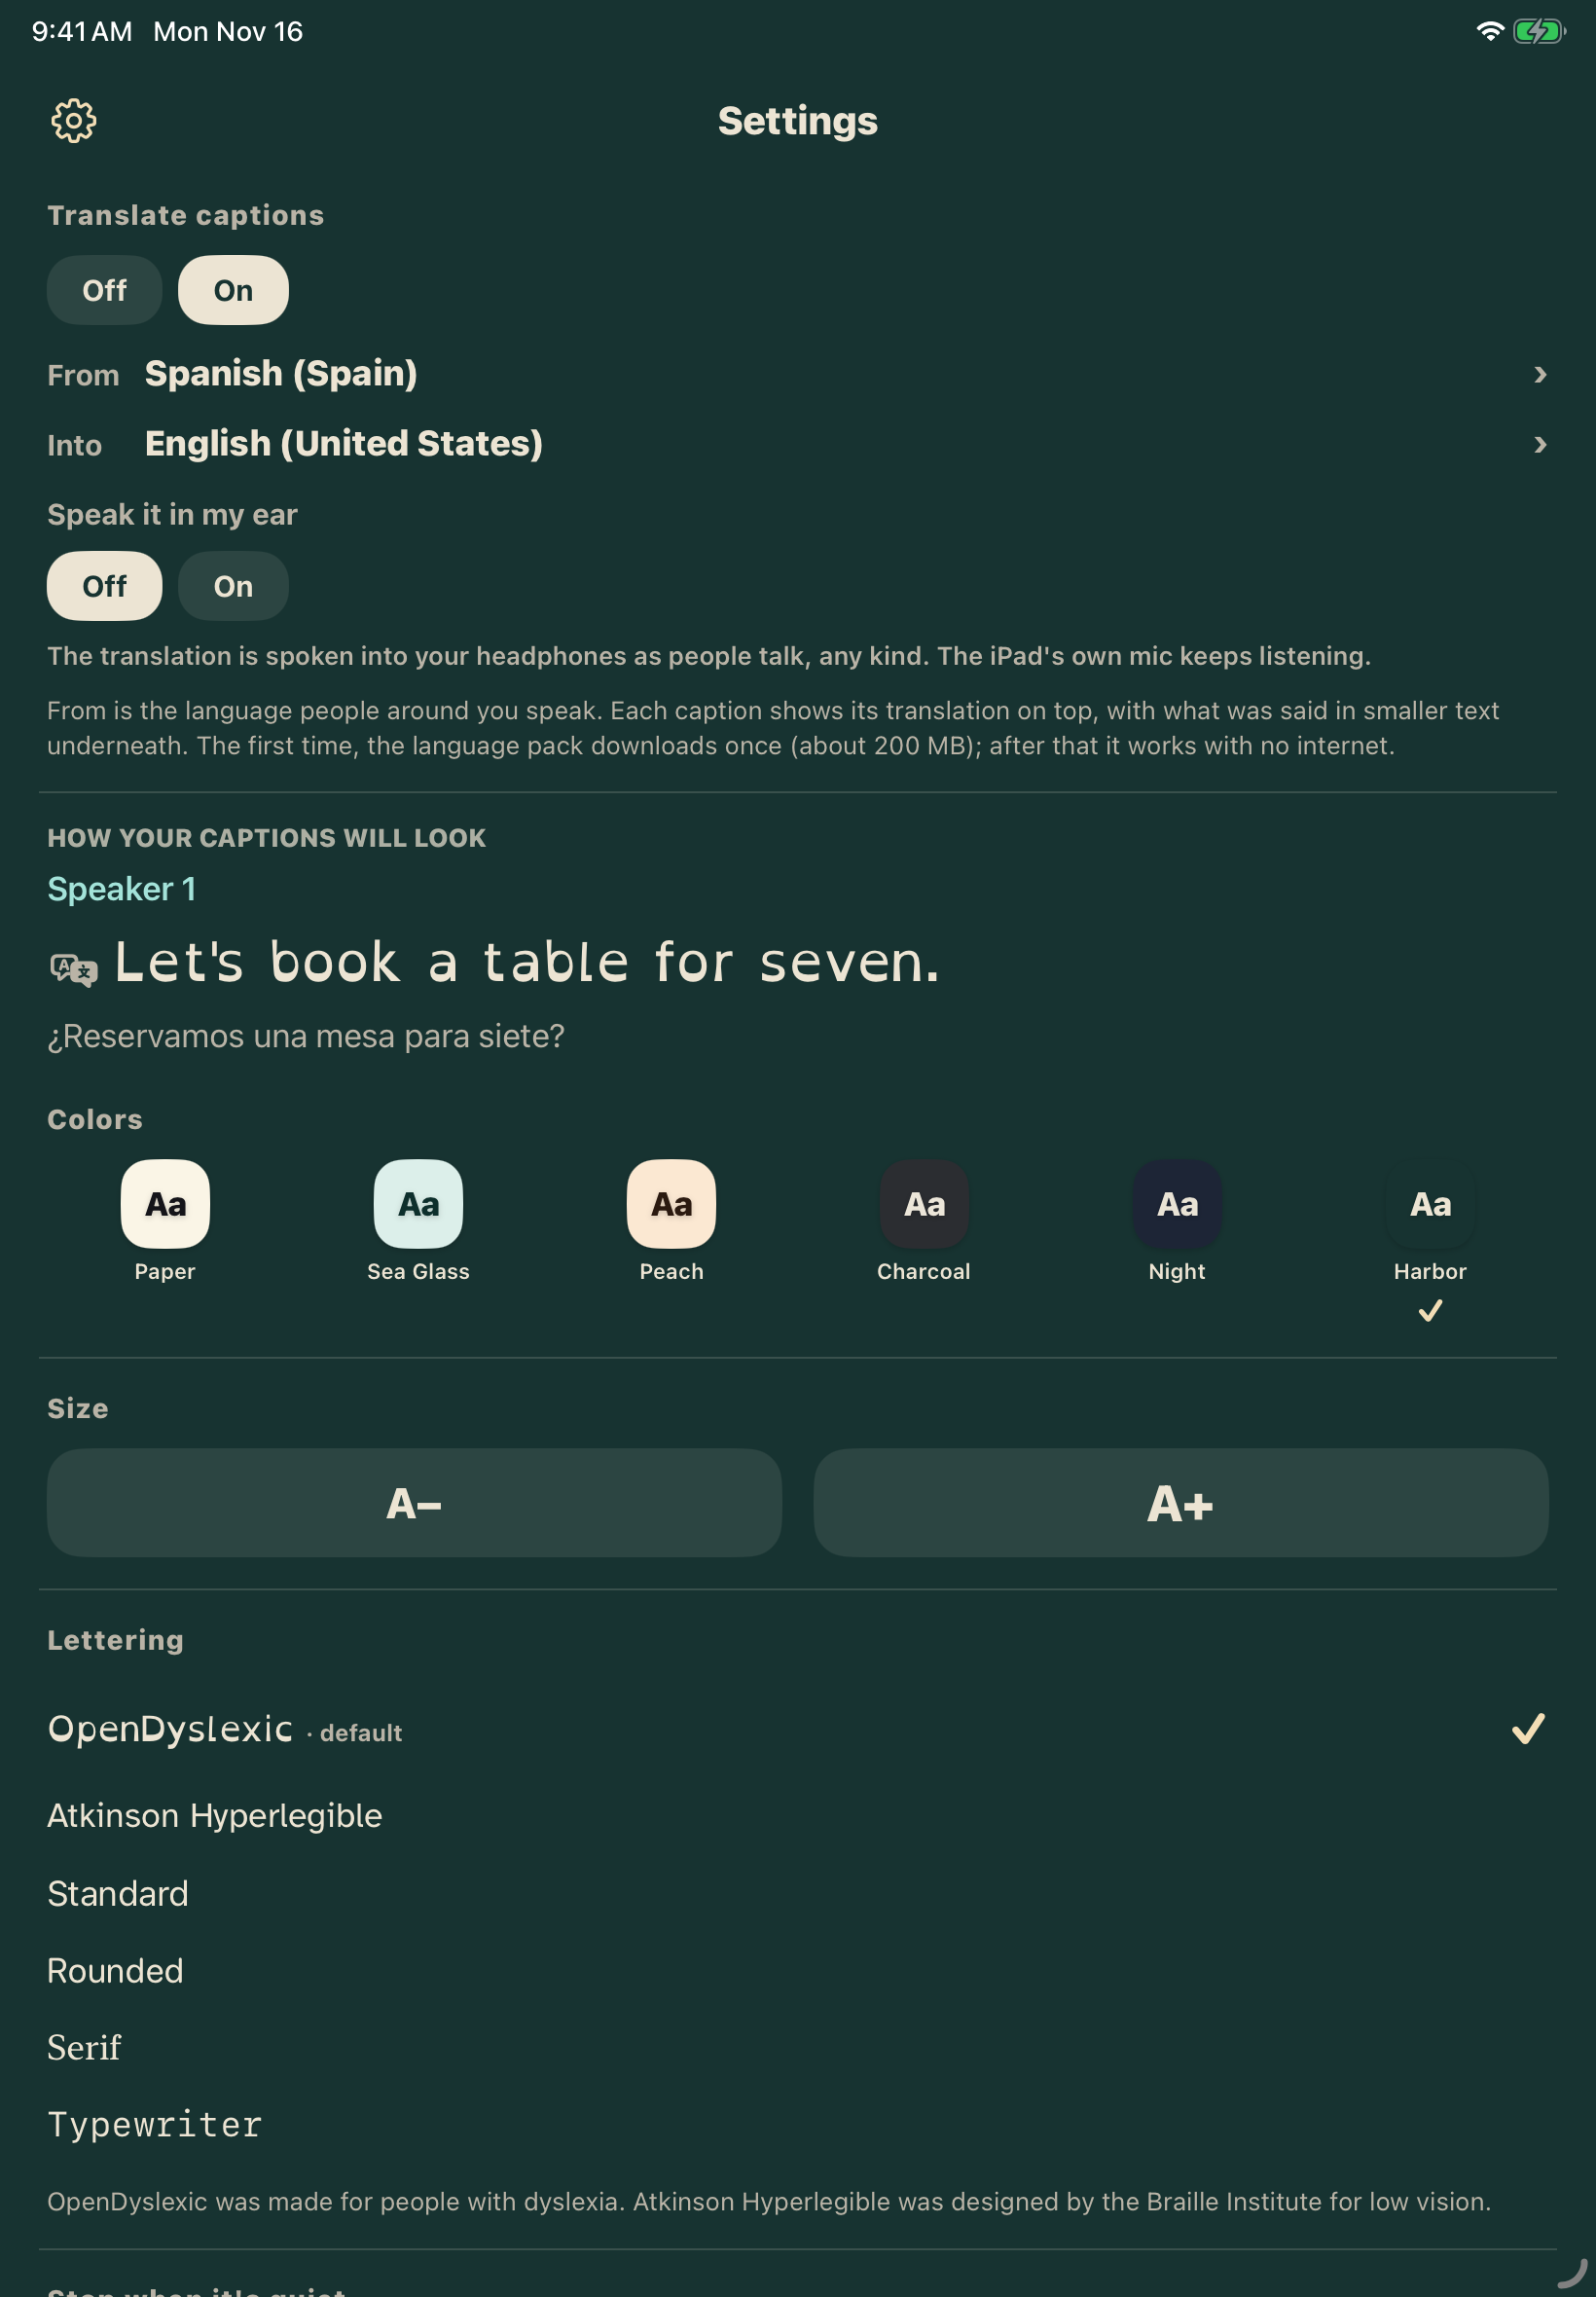 9:41 AM Mon Nov 16
Settings
Translate captions
Off On
From Spanish (Spain) ›
Into English (United States) ›
Speak it in my ear
Off On
The translation is spoken into your headphones as people talk, any kind. The iPad's own mic keeps listening.
From is the language people around you speak. Each caption shows its translation on top, with what was said in smaller text
underneath. The first time, the language pack downloads once (about 200 MB); after that it works with no internet.
HOW YOUR CAPTIONS WILL LOOK
Speaker 1
Let's book a table for seven.
¿Reservamos una mesa para siete?
Colors
Aa Aa Aa Aa Aa Aa
Paper Sea Glass Peach Charcoal Night Harbor
Size
A– A+
Lettering
OpenDyslexic · default
Atkinson Hyperlegible
Standard
Rounded
Serif
Typewriter
OpenDyslexic was made for people with dyslexia. Atkinson Hyperlegible was designed by the Braille Institute for low vision.
Stop when it's quiet